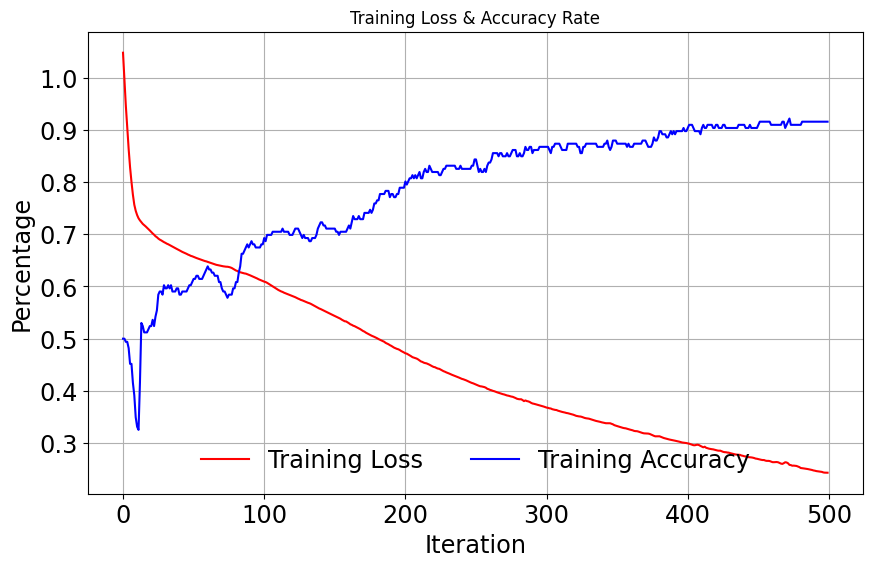 Training Loss & Accuracy Rate
Percentage
1.0
0.9
0.8
0.7
0.6
0.5
0.4
0.3
Training Loss
Training Accuracy
0 100 200 300 400 500
Iteration